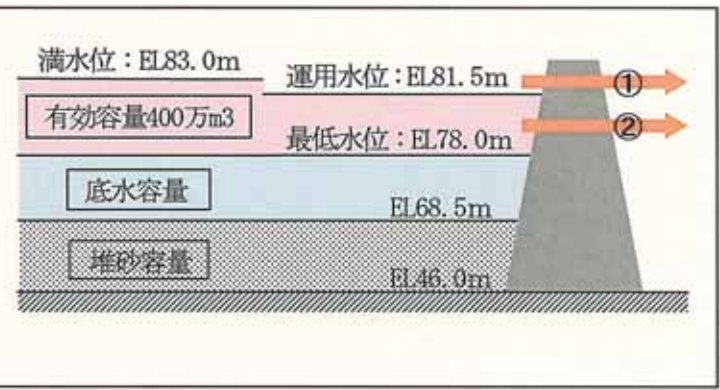 満水位：EL83.0m
運用水位：EL81.5m
①
有効容量400万m3
②
最低水位：EL78.0m
底水容量
EL68.5m
堆砂容量
EL46.0m